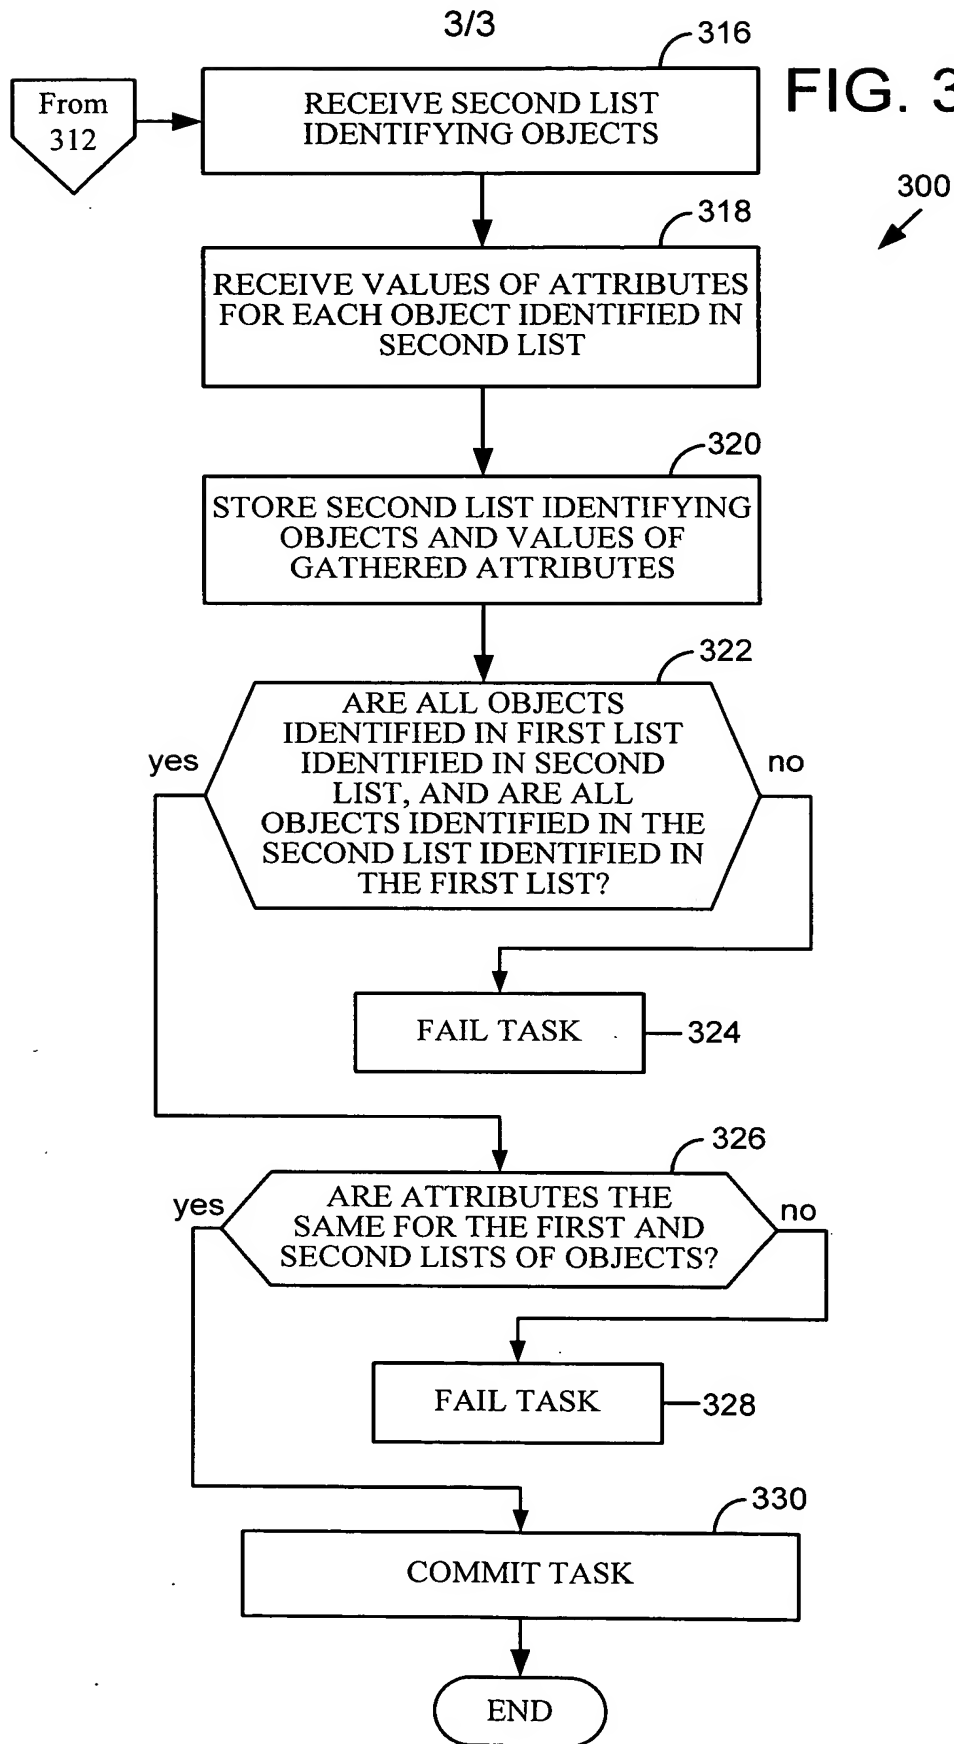 3/3
316
FIG. 3
From
312
RECEIVE SECOND LIST
IDENTIFYING OBJECTS
300
318
RECEIVE VALUES OF ATTRIBUTES
FOR EACH OBJECT IDENTIFIED IN
SECOND LIST
320
STORE SECOND LIST IDENTIFYING
OBJECTS AND VALUES OF
GATHERED ATTRIBUTES
322
ARE ALL OBJECTS
IDENTIFIED IN FIRST LIST
IDENTIFIED IN SECOND
LIST, AND ARE ALL
OBJECTS IDENTIFIED IN THE
SECOND LIST IDENTIFIED IN
THE FIRST LIST?
yes
no
FAIL TASK
324
326
ARE ATTRIBUTES THE
SAME FOR THE FIRST AND
SECOND LISTS OF OBJECTS?
yes
no
FAIL TASK
328
330
COMMIT TASK
END